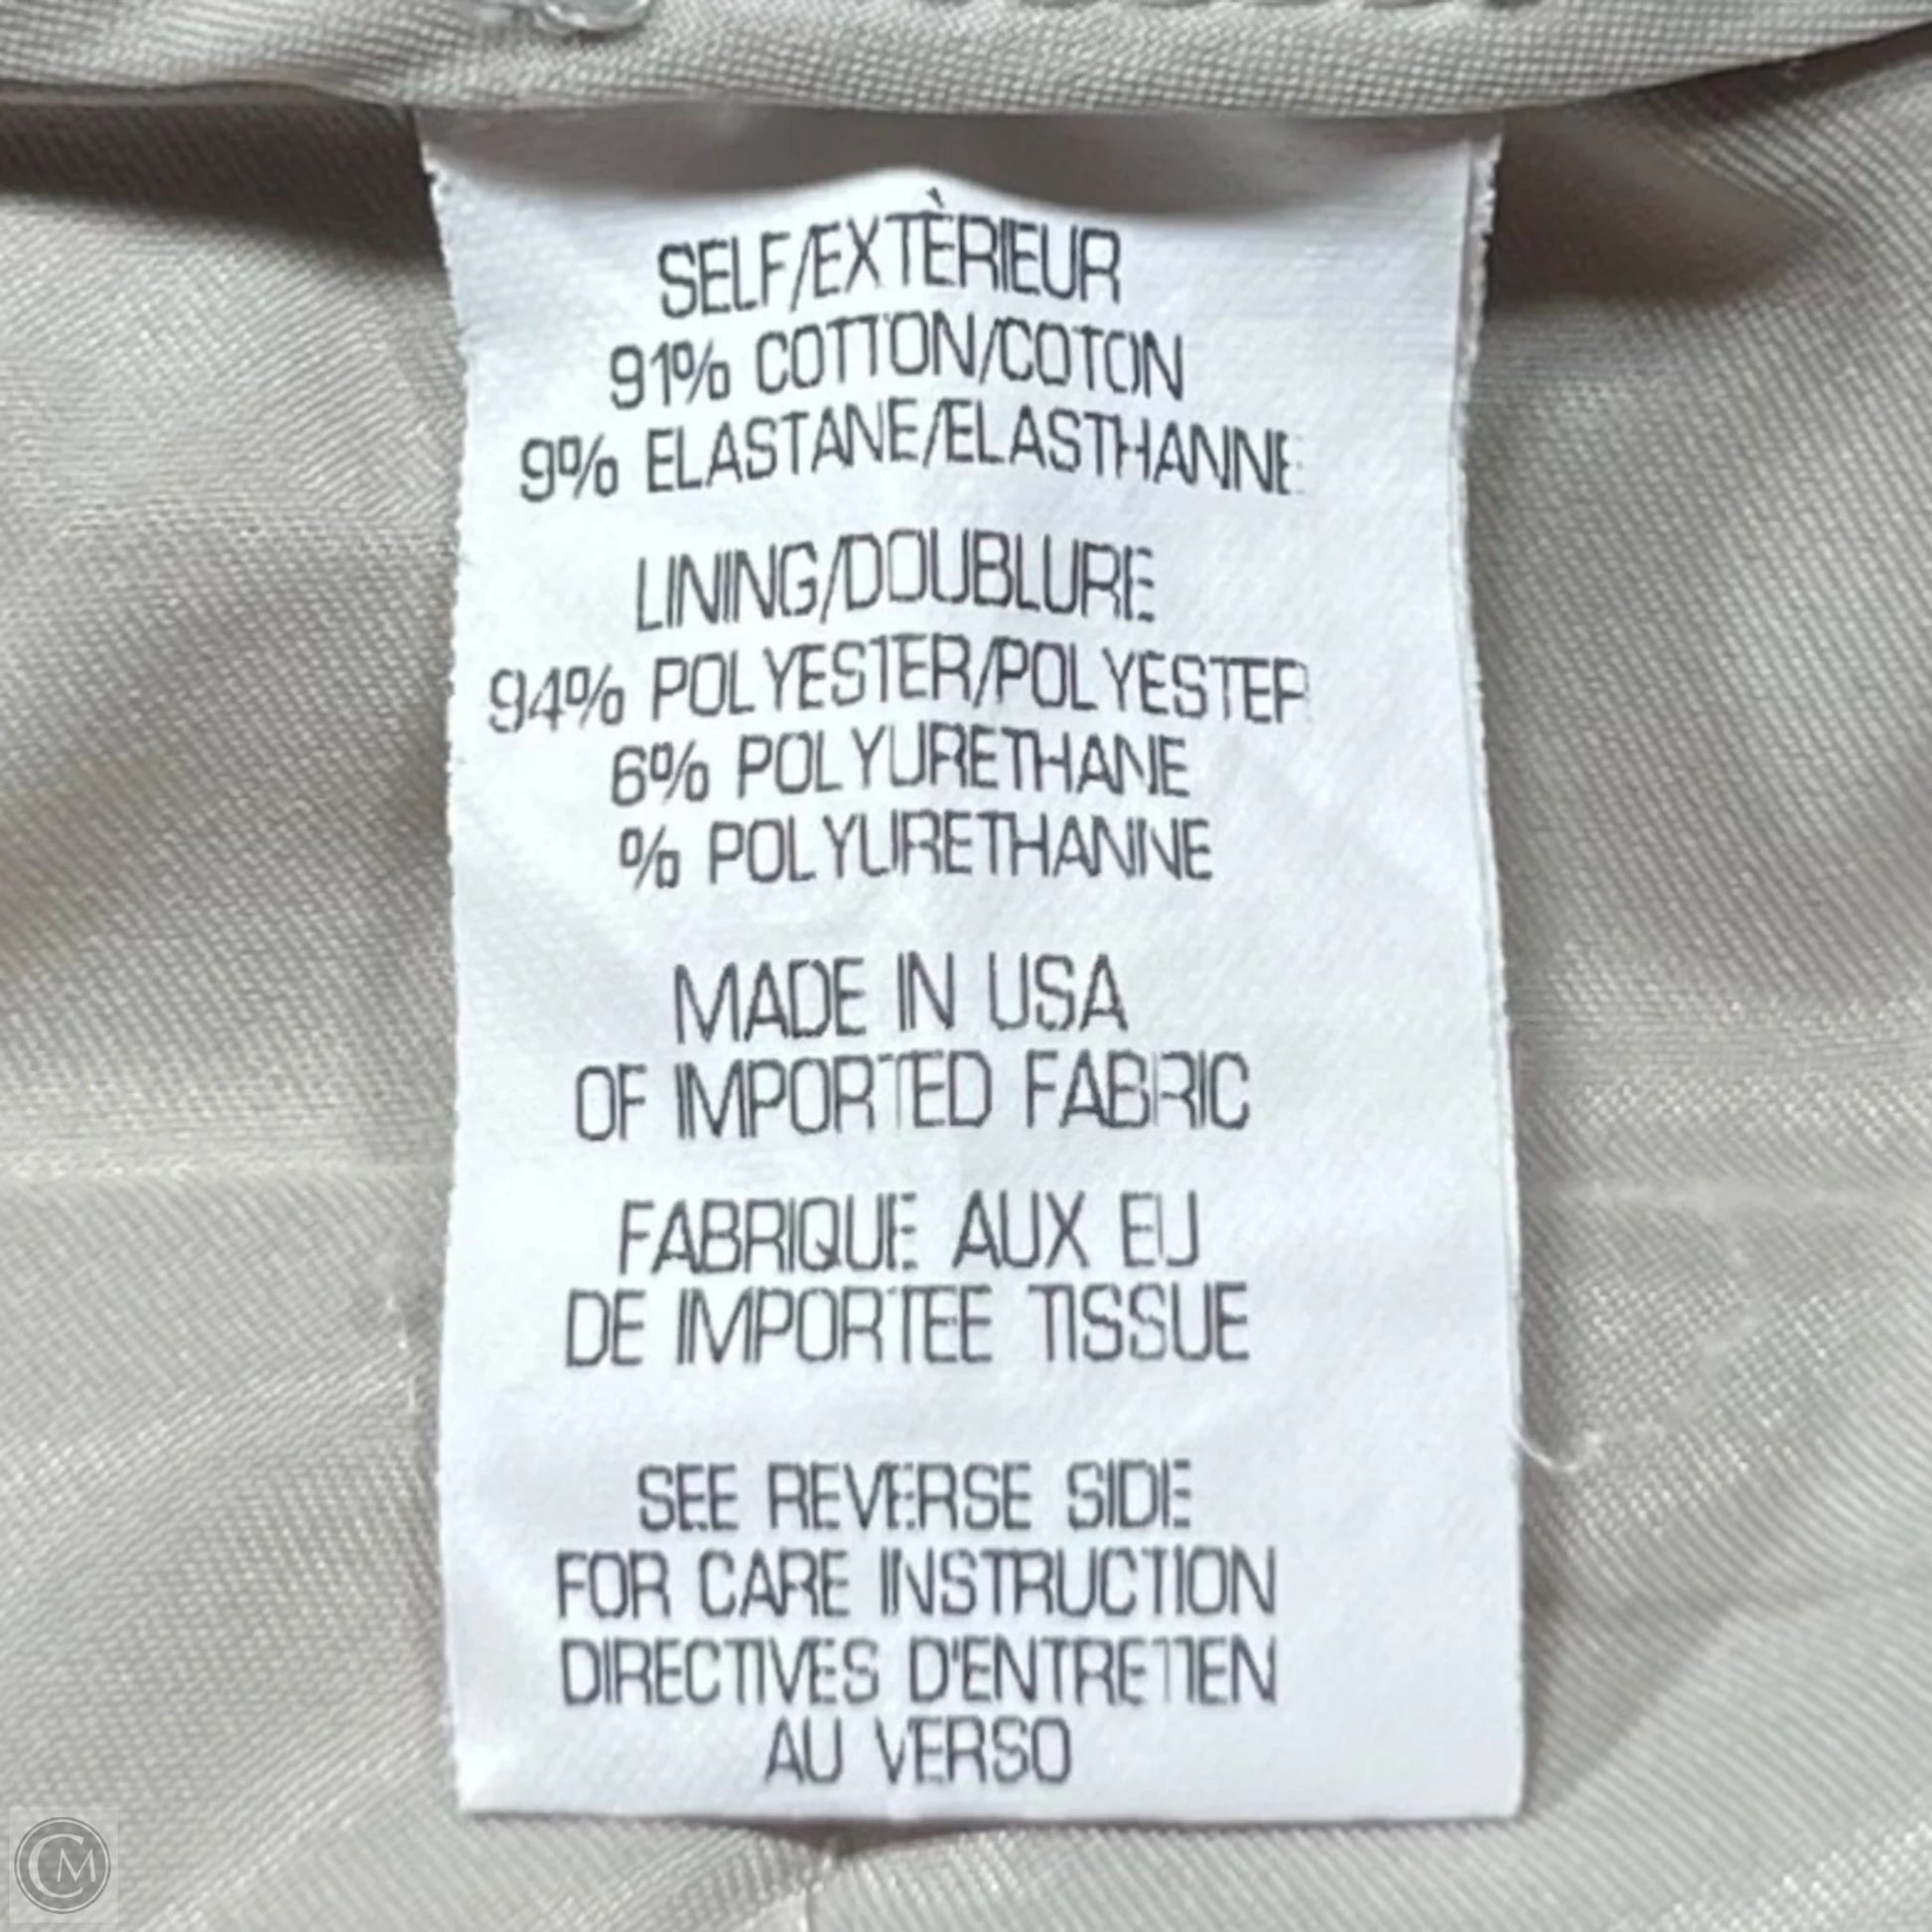 SELF/EXTÈRIEUR
91% COTTON/COTON
9% ELASTANE/ELASTHANNE
LINING/DOUBLURE
94% POLYESTER/POLYESTER
6% POLYURETHANE
% POLYURETHANNE
MADE IN USA
OF IMPORTED FABRIC
FABRIQUE AUX EU
DE IMPORTEE TISSUE
SEE REVERSE SIDE
FOR CARE INSTRUCTION
DIRECTIVES D'ENTRETIEN
AU VERSO
CM